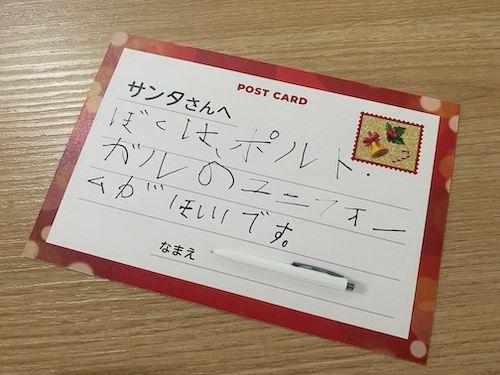 POST CARD
サンタさんへ
ぼくは、ポルト・
ガルのユニフォー
ムがほしいです。
なまえ